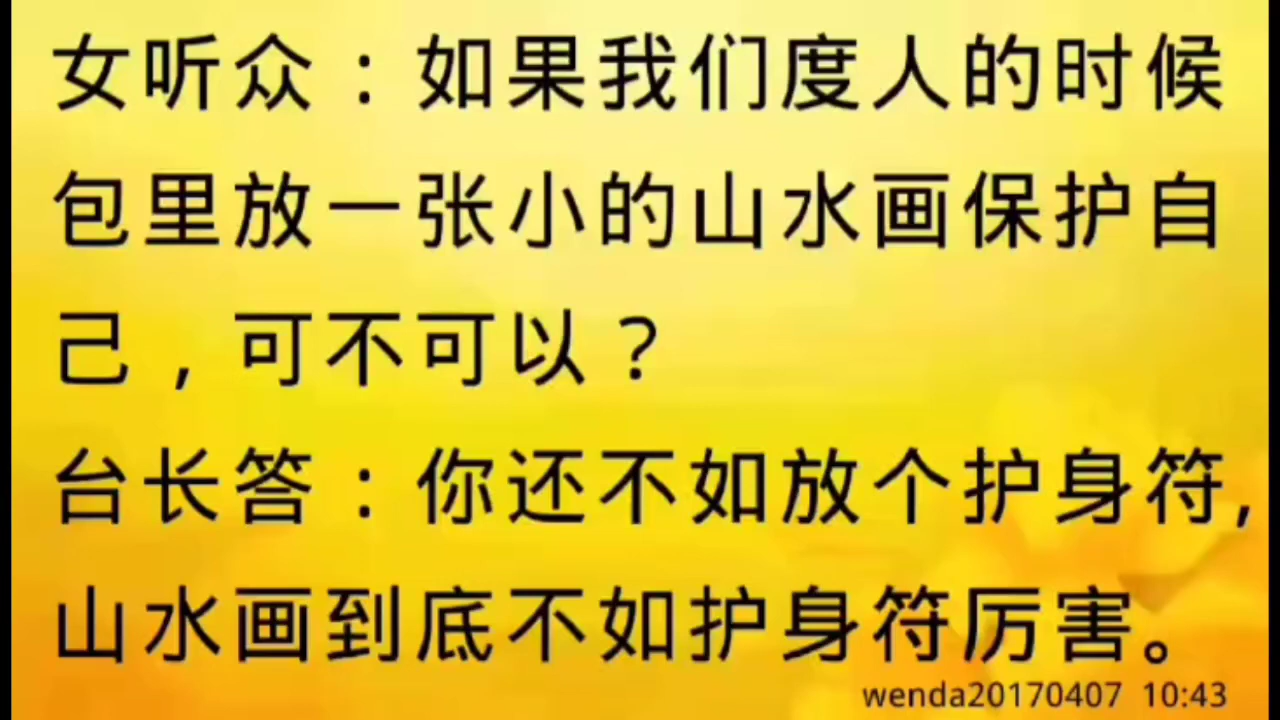 女听众：如果我们度人的时候
包里放一张小的山水画保护自
己，可不可以？
台长答：你还不如放个护身符，
山水画到底不如护身符厉害。
wenda20170407 10:43